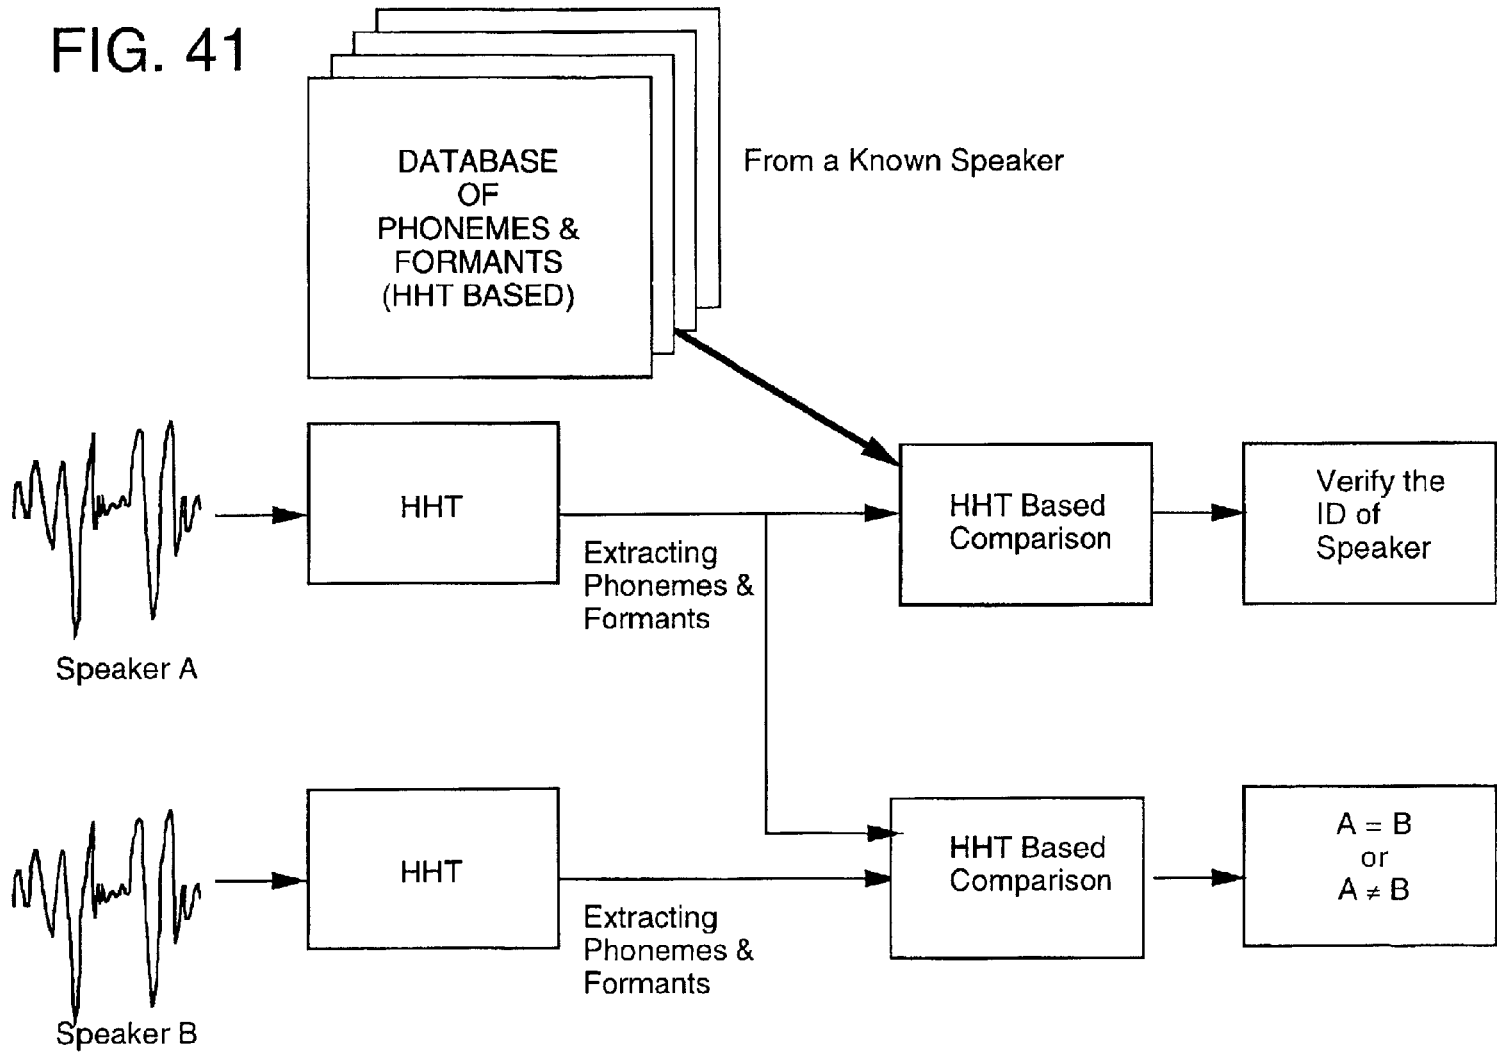 FIG. 41
DATABASE
OF
PHONEMES &
FORMANTS
(HHT BASED)
From a Known Speaker
HHT
Extracting
Phonemes &
Formants
HHT Based
Comparison
Verify the
ID of
Speaker
Speaker A
HHT
Extracting
Phonemes &
Formants
HHT Based
Comparison
A = B
or
A ≠ B
Speaker B